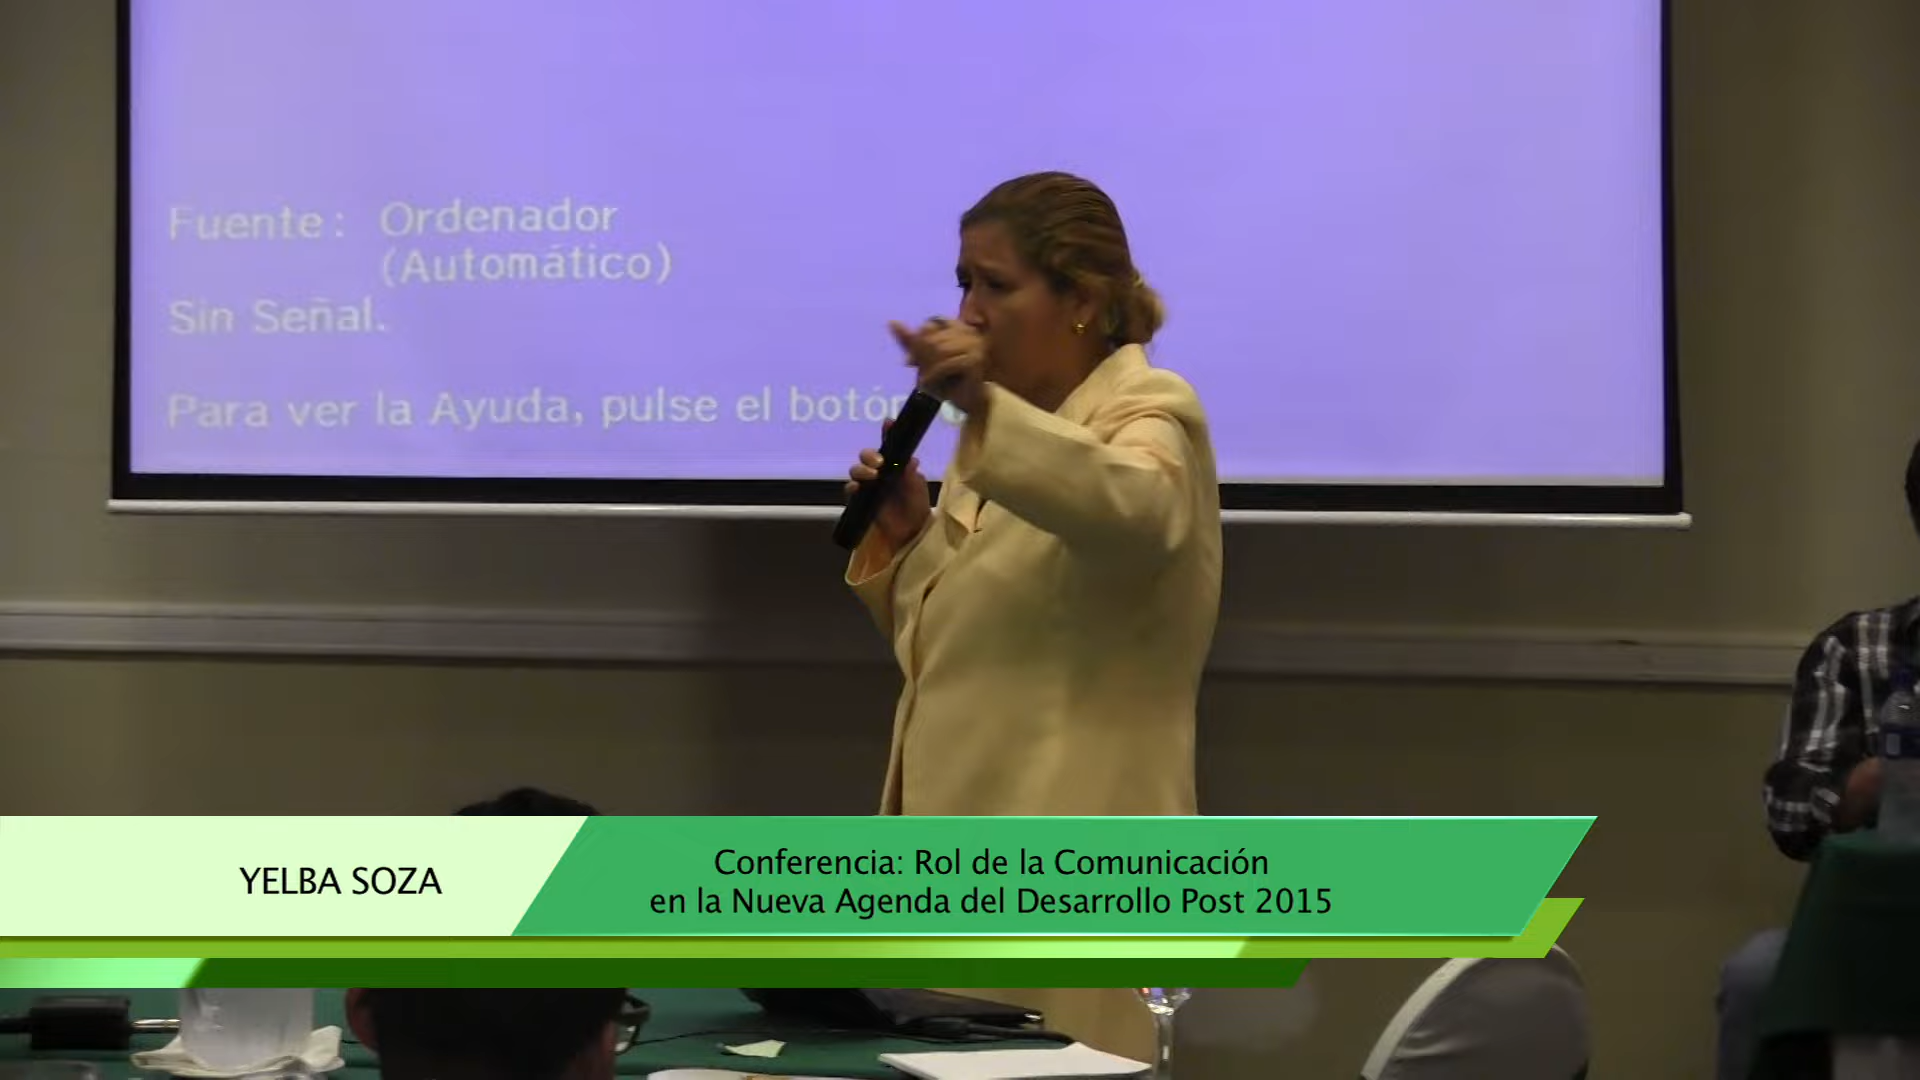 Fuente: Ordenador
(Automático)
Sin Señal.
Para ver la Ayuda, pulse el botón
YELBA SOZA
Conferencia: Rol de la Comunicación
en la Nueva Agenda del Desarrollo Post 2015